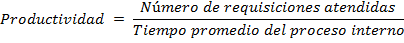 Productividad = Número de requisiciones atendidas / Tiempo promedio del proceso interno